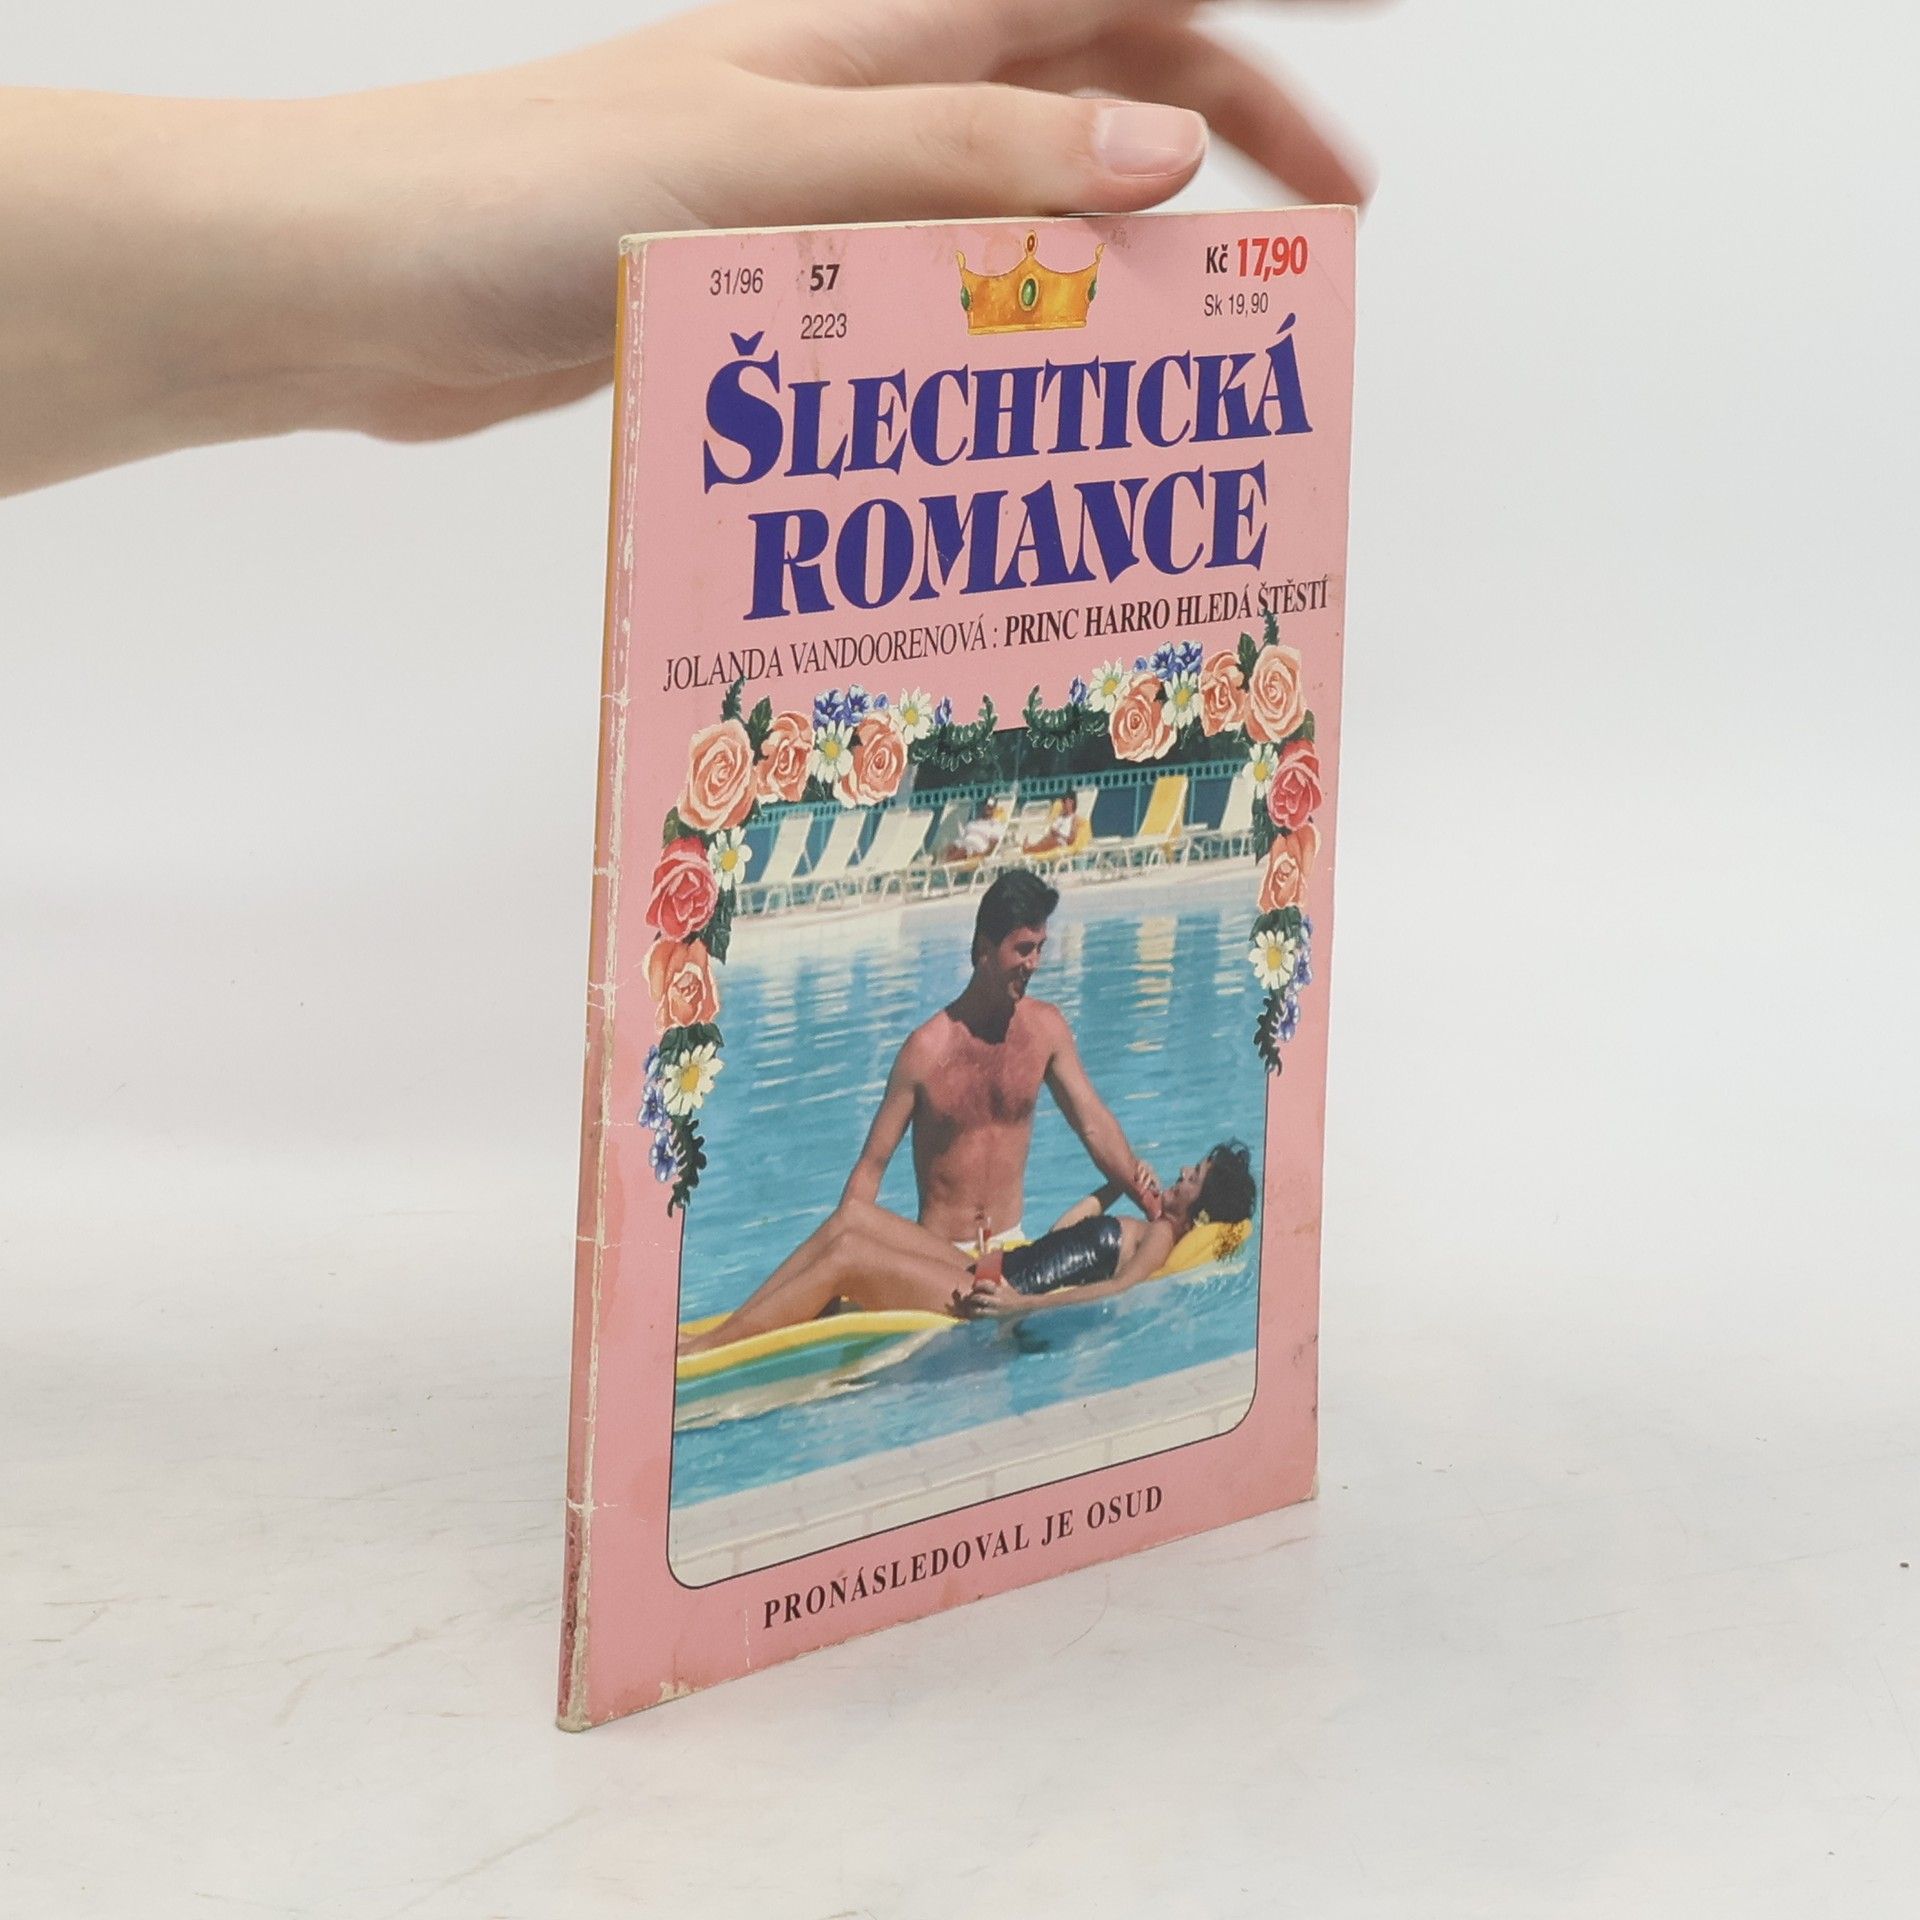 31/96 57 Kč 17,90
2223 Sk 19,90
ŠLECHTICKÁ
ROMANCE
JOLANDA VANDOORENOVÁ: PRINC HARRO HLEDÁ ŠTĚSTÍ
PRONÁSLEDOVAL JE OSUD